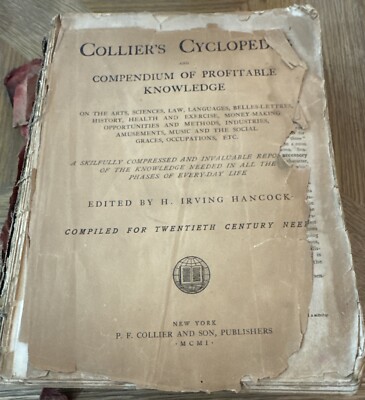 COLLIER'S CYCLOPED
AND
COMPENDIUM OF PROFITABLE
KNOWLEDGE
ON THE ARTS, SCIENCES, LAW, LANGUAGES, BELLES-LETTRES,
HISTORY, HEALTH AND EXERCISE, MONEY-MAKING
OPPORTUNITIES AND METHODS, INDUSTRIES,
AMUSEMENTS, MUSIC AND THE SOCIAL
GRACES, OCCUPATIONS, ETC.
A SKILFULLY COMPRESSED AND INVALUABLE REPOS
OF THE KNOWLEDGE NEEDED IN ALL THE
PHASES OF EVERY-DAY LIFE
EDITED BY H. IRVING HANCOCK
COMPILED FOR TWENTIETH CENTURY NEE
NEW YORK
P. F. COLLIER AND SON, PUBLISHERS
· MCMI ·